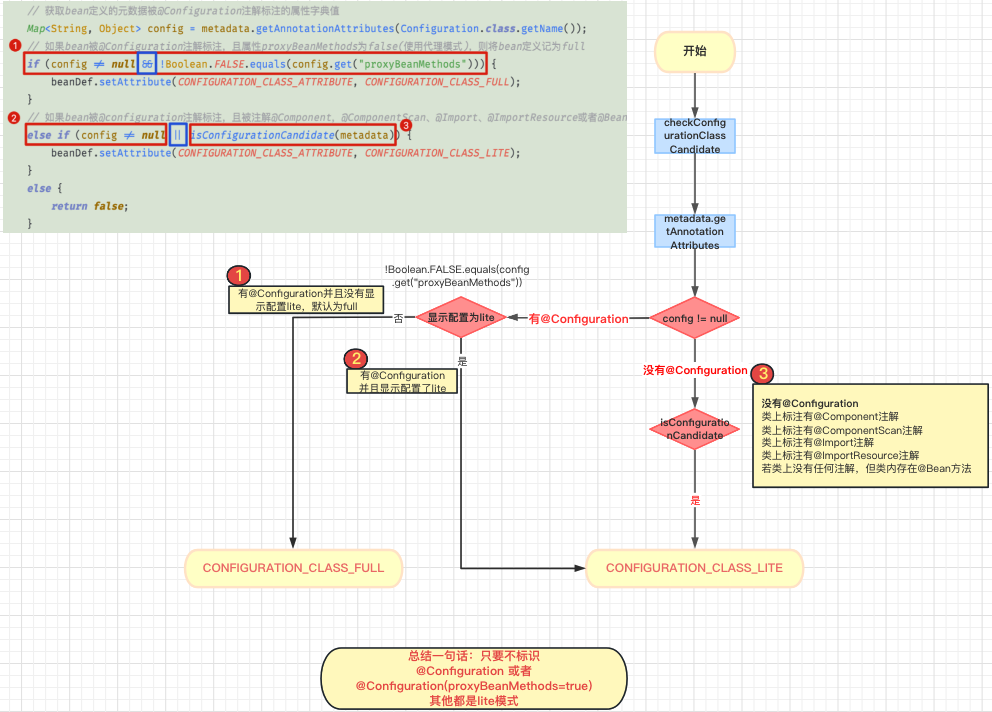 // 获取bean定义的元数据被@Configuration注解标注的属性字典值
Map<String, Object> config = metadata.getAnnotationAttributes(Configuration.class.getName());
1
// 如果bean被@Configuration注解标注，且属性proxyBeanMethods为false(使用代理模式)，则将bean定义记为full
if (config ≠ null && !Boolean.FALSE.equals(config.get("proxyBeanMethods"))) {
beanDef.setAttribute(CONFIGURATION_CLASS_ATTRIBUTE, CONFIGURATION_CLASS_FULL);
}
2
// 如果bean被@configuration注解标注，且被注解@Component、@ComponentScan、@Import、@ImportResource或者@Bean
3
else if (config ≠ null || isConfigurationCandidate(metadata)) {
beanDef.setAttribute(CONFIGURATION_CLASS_ATTRIBUTE, CONFIGURATION_CLASS_LITE);
}
else {
return false;
}
开始
checkConfig
urationClass
Candidate
metadata.ge
tAnnotation
Attributes
!Boolean.FALSE.equals(config
.get("proxyBeanMethods"))
1
有@Configuration并且没有显
示配置lite，默认为full
否
显示配置为lite
有@Configuration
config != null
是
2
有@Configuration
并且显示配置了lite
没有@Configuration
3
没有@Configuration
类上标注有@Component注解
类上标注有@ComponentScan注解
类上标注有@Import注解
类上标注有@ImportResource注解
若类上没有任何注解，但类内存在@Bean方法
isConfiguratio
nCandidate
是
CONFIGURATION_CLASS_FULL
CONFIGURATION_CLASS_LITE
总结一句话：只要不标识
@Configuration 或者
@Configuration(proxyBeanMethods=true)
其他都是lite模式